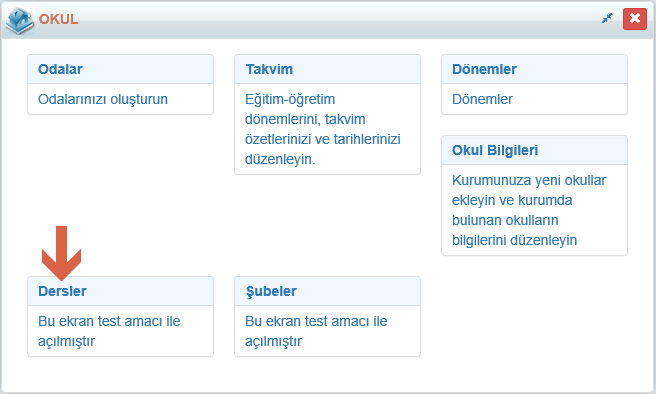 OKUL
Odalar
Odalarınızı oluşturun
Takvim
Eğitim-öğretim
dönemlerini, takvim
özetlerinizi ve tarihlerinizi
düzenleyin.
Dönemler
Dönemler
Okul Bilgileri
Kurumunuza yeni okullar
ekleyin ve kurumda
bulunan okulların
bilgilerini düzenleyin
Dersler
Bu ekran test amacı ile
açılmıştır
Şubeler
Bu ekran test amacı ile
açılmıştır